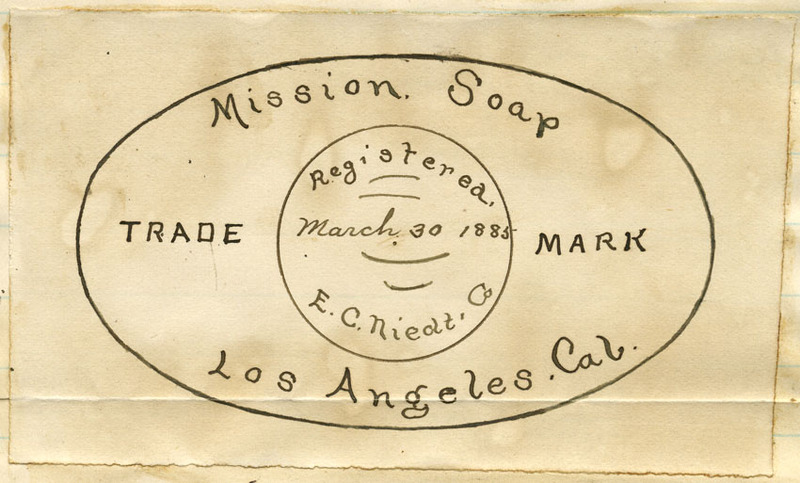 Mission. Soap
Registered.
TRADE March 30 1885 MARK
E. C. Niedt. Co
Los Angeles. Cal.